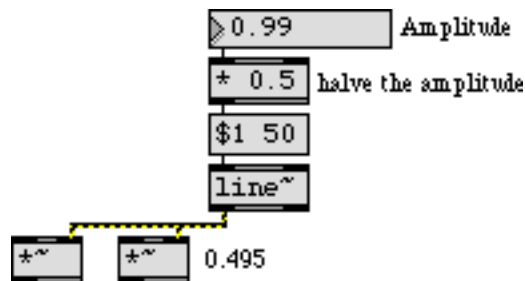 0.99 Amplitude
* 0.5 halve the amplitude
$1 50
line~
*~ *~ 0.495